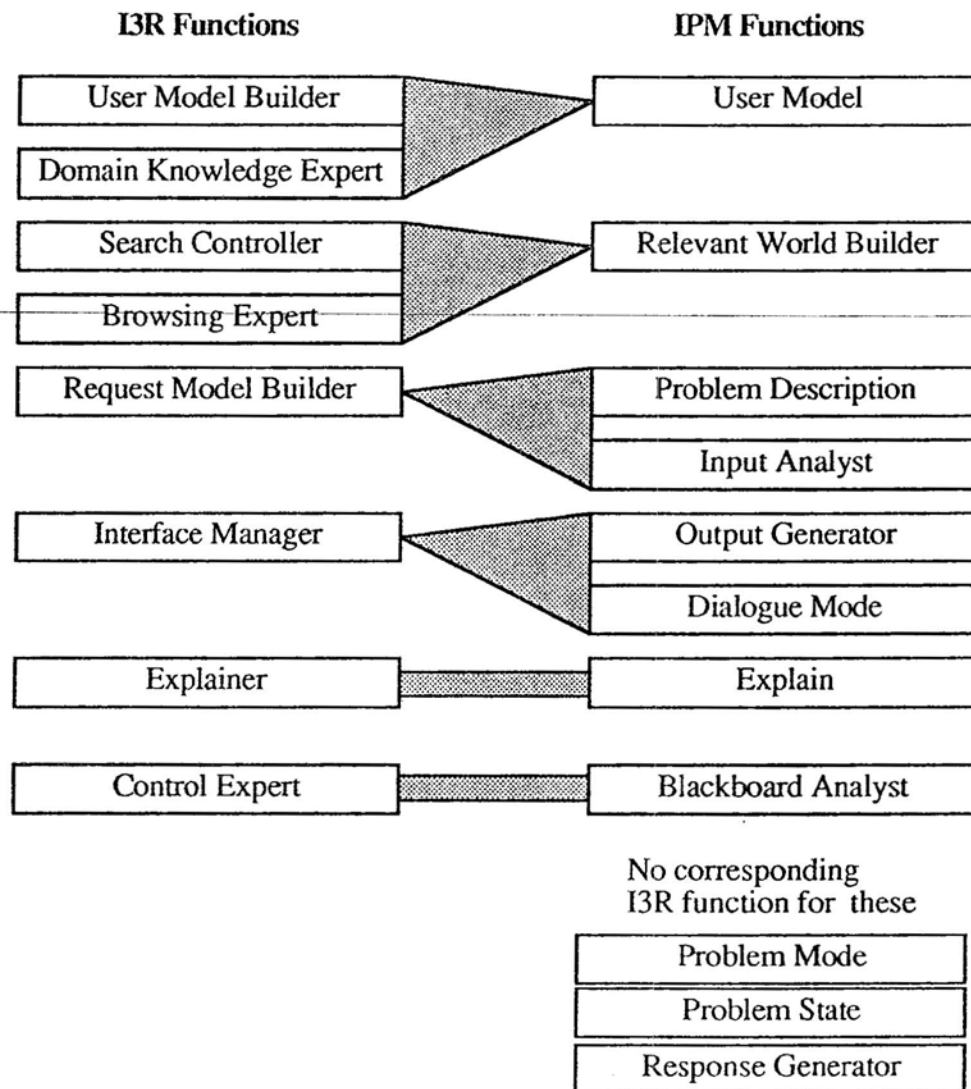 I3R Functions
IPM Functions
User Model Builder
User Model
Domain Knowledge Expert
Search Controller
Relevant World Builder
Browsing Expert
Request Model Builder
Problem Description
Input Analyst
Interface Manager
Output Generator
Dialogue Mode
Explainer
Explain
Control Expert
Blackboard Analyst
No corresponding
I3R function for these
Problem Mode
Problem State
Response Generator